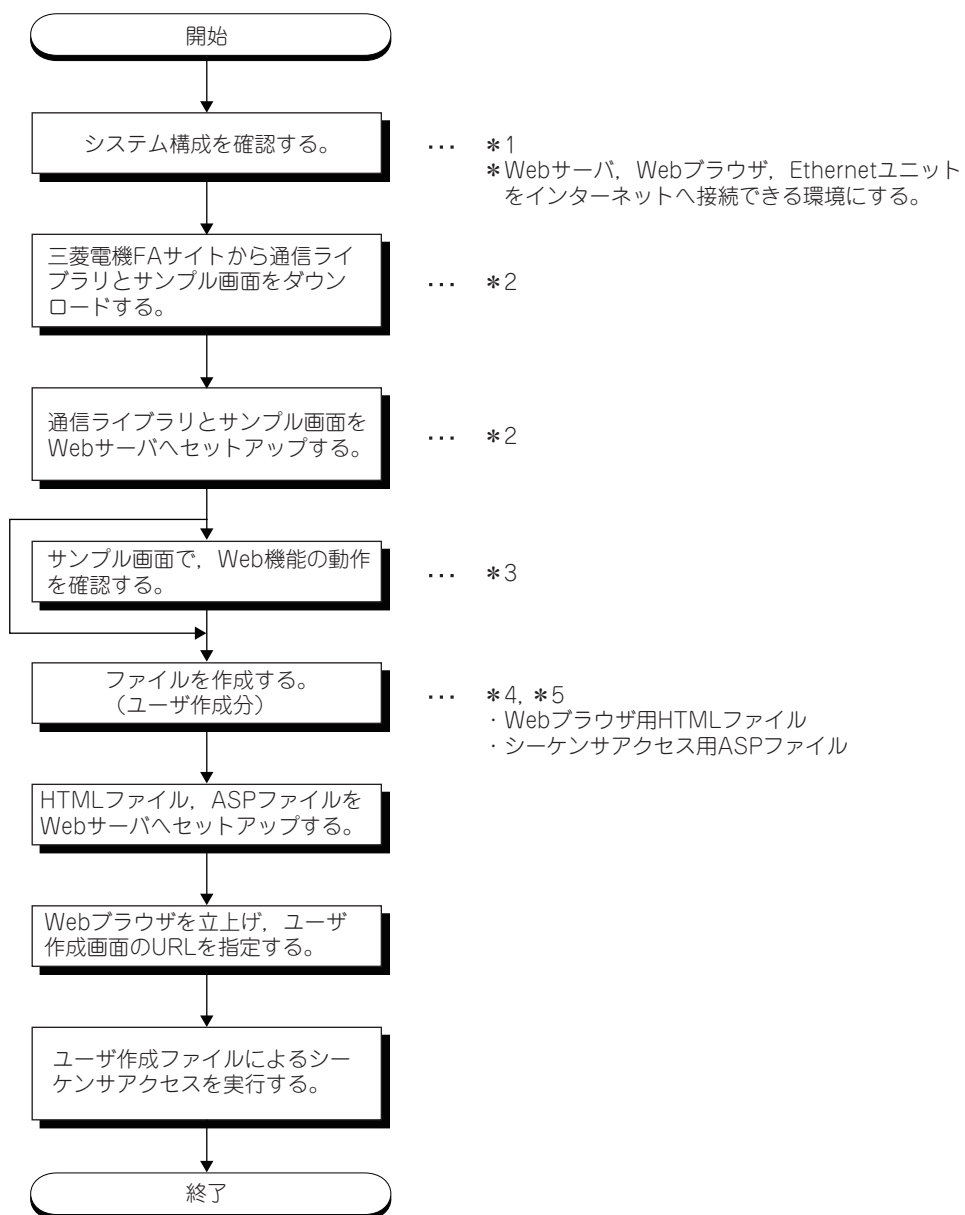 開始
システム構成を確認する。
… ＊1
＊Webサーバ，Webブラウザ，Ethernetユニット
をインターネットへ接続できる環境にする。
三菱電機FAサイトから通信ライ
ブラリとサンプル画面をダウン
ロードする。
… ＊2
通信ライブラリとサンプル画面を
Webサーバへセットアップする。
… ＊2
サンプル画面で，Web機能の動作
を確認する。
… ＊3
ファイルを作成する。
（ユーザ作成分）
… ＊4，＊5
・Webブラウザ用HTMLファイル
・シーケンサアクセス用ASPファイル
HTMLファイル，ASPファイルを
Webサーバへセットアップする。
Webブラウザを立上げ，ユーザ
作成画面のURLを指定する。
ユーザ作成ファイルによるシー
ケンサアクセスを実行する。
終了